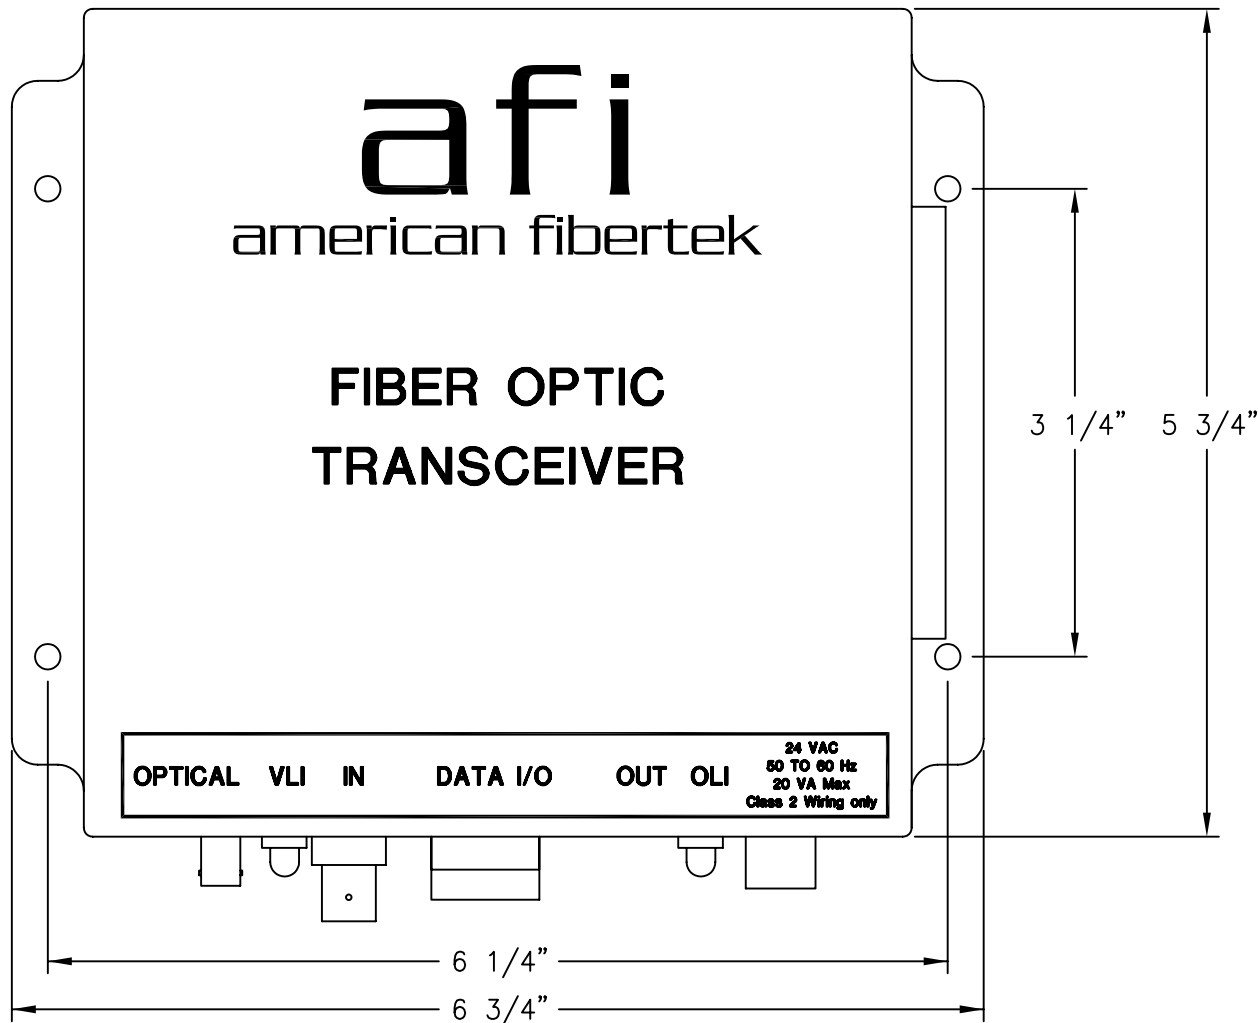 afi
american fibertek
FIBER OPTIC
TRANSCEIVER
3 1/4”
5 3/4”
OPTICAL VLI IN DATA I/O OUT OLI
24 VAC
50 TO 60 Hz
20 VA Max
Class 2 Wiring only
6 1/4”
6 3/4”